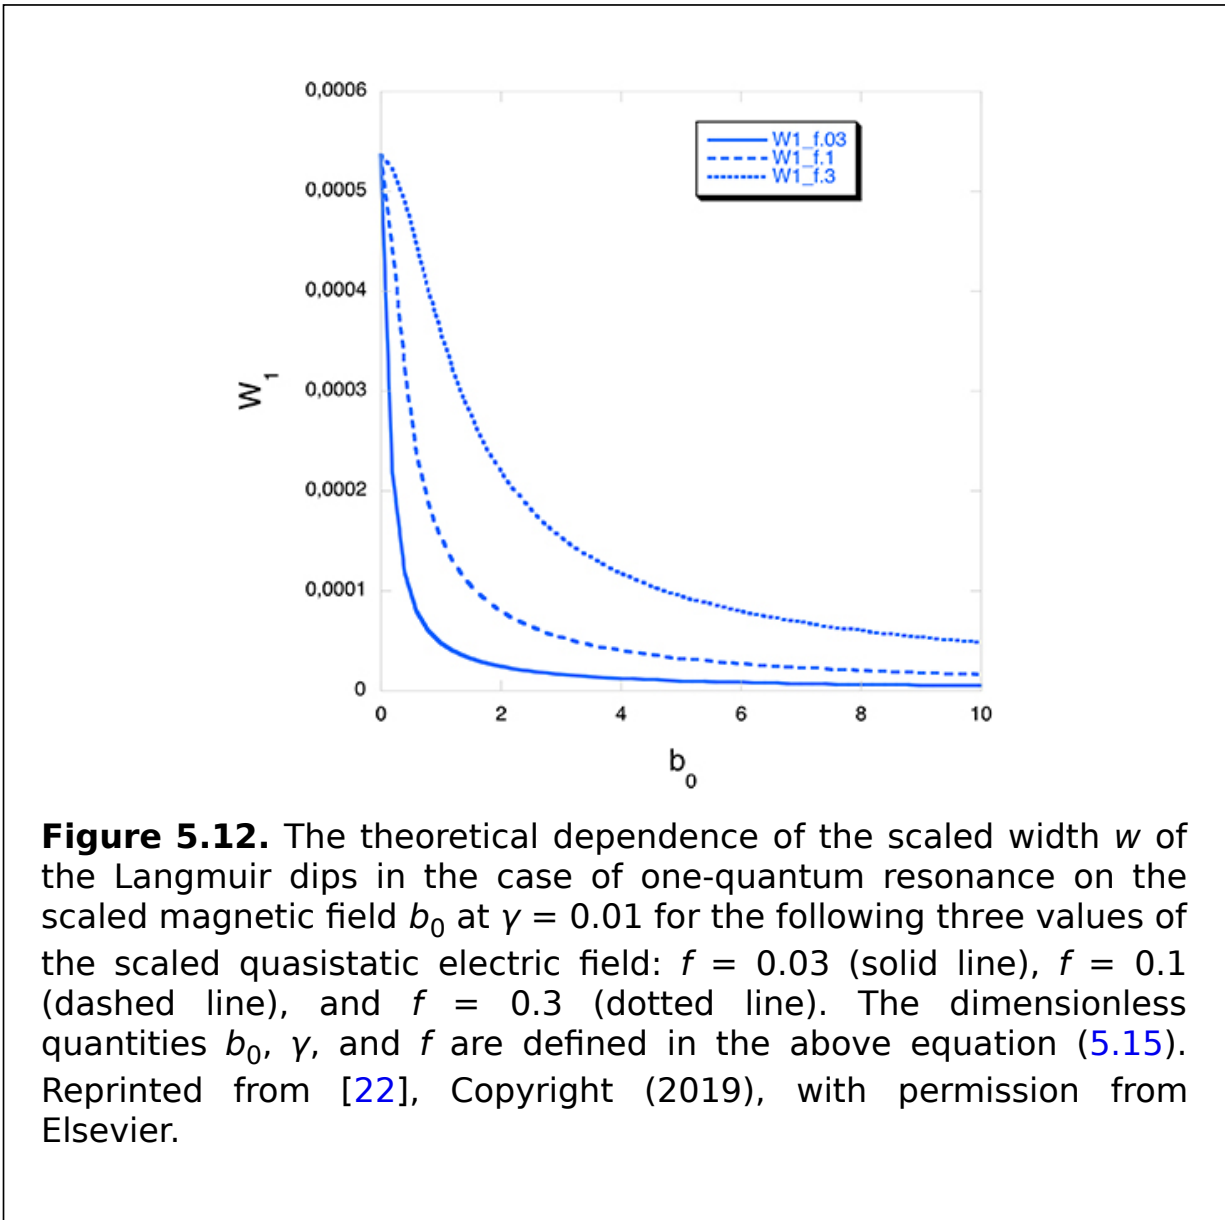 0,0006
W1_f.03
W1_f.1
W1_f.3
0,0005
0,0004
0,0003
W1
0,0002
0,0001
0
0 2 4 6 8 10
b0
Figure 5.12. The theoretical dependence of the scaled width w of
the Langmuir dips in the case of one-quantum resonance on the
scaled magnetic field b0 at γ = 0.01 for the following three values of
the scaled quasistatic electric field: f = 0.03 (solid line), f = 0.1
(dashed line), and f = 0.3 (dotted line). The dimensionless
quantities b0, γ, and f are defined in the above equation (5.15).
Reprinted from [22], Copyright (2019), with permission from
Elsevier.